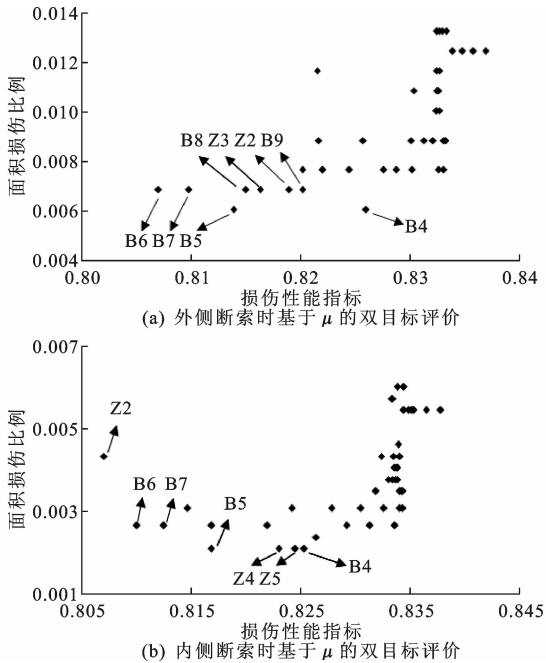 0.014
0.012
0.010
0.008
0.006
0.004
面积损伤比例
B8 Z3 Z2 B9
B6 B7 B5
B4
0.80 0.81 0.82 0.83 0.84
损伤性能指标
(a) 外侧断索时基于 μ 的双目标评价
0.007
0.005
0.003
0.001
面积损伤比例
Z2
B6 B7
B5
Z4 Z5
B4
0.805 0.815 0.825 0.835 0.845
损伤性能指标
(b) 内侧断索时基于 μ 的双目标评价